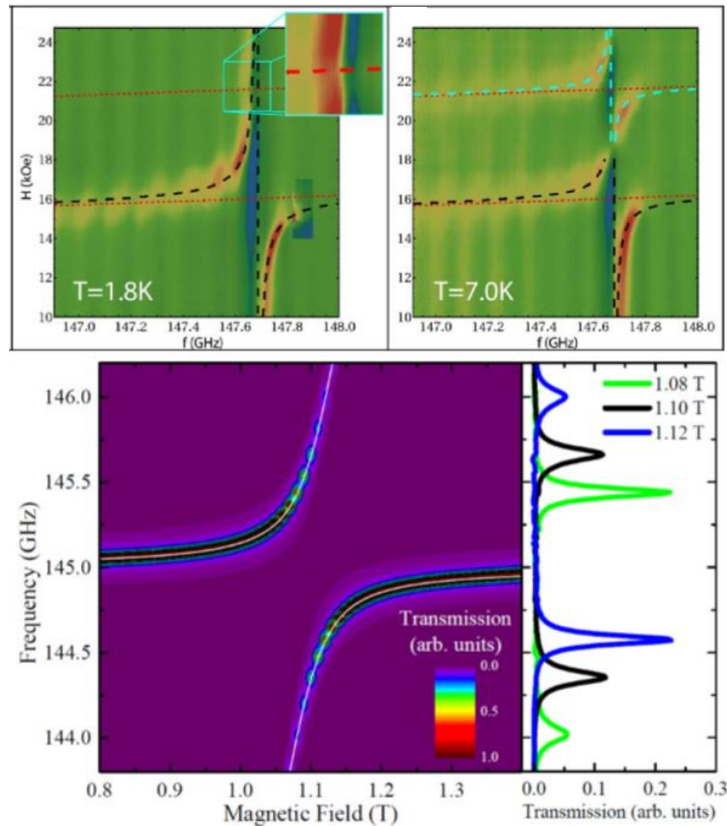 24
22
20
18
16
14
12
10
H (kOe)
T=1.8K
147.0 147.2 147.4 147.6 147.8 148.0
f (GHz)
24
22
20
18
16
14
12
10
T=7.0K
147.0 147.2 147.4 147.6 147.8 148.0
f (GHz)
146.0
145.5
145.0
144.5
144.0
Frequency (GHz)
Transmission
(arb. units)
0.0
0.5
1.0
0.8 0.9 1.0 1.1 1.2 1.3
Magnetic Field (T)
1.08 T
1.10 T
1.12 T
0.0 0.1 0.2 0.3
Transmission (arb. units)